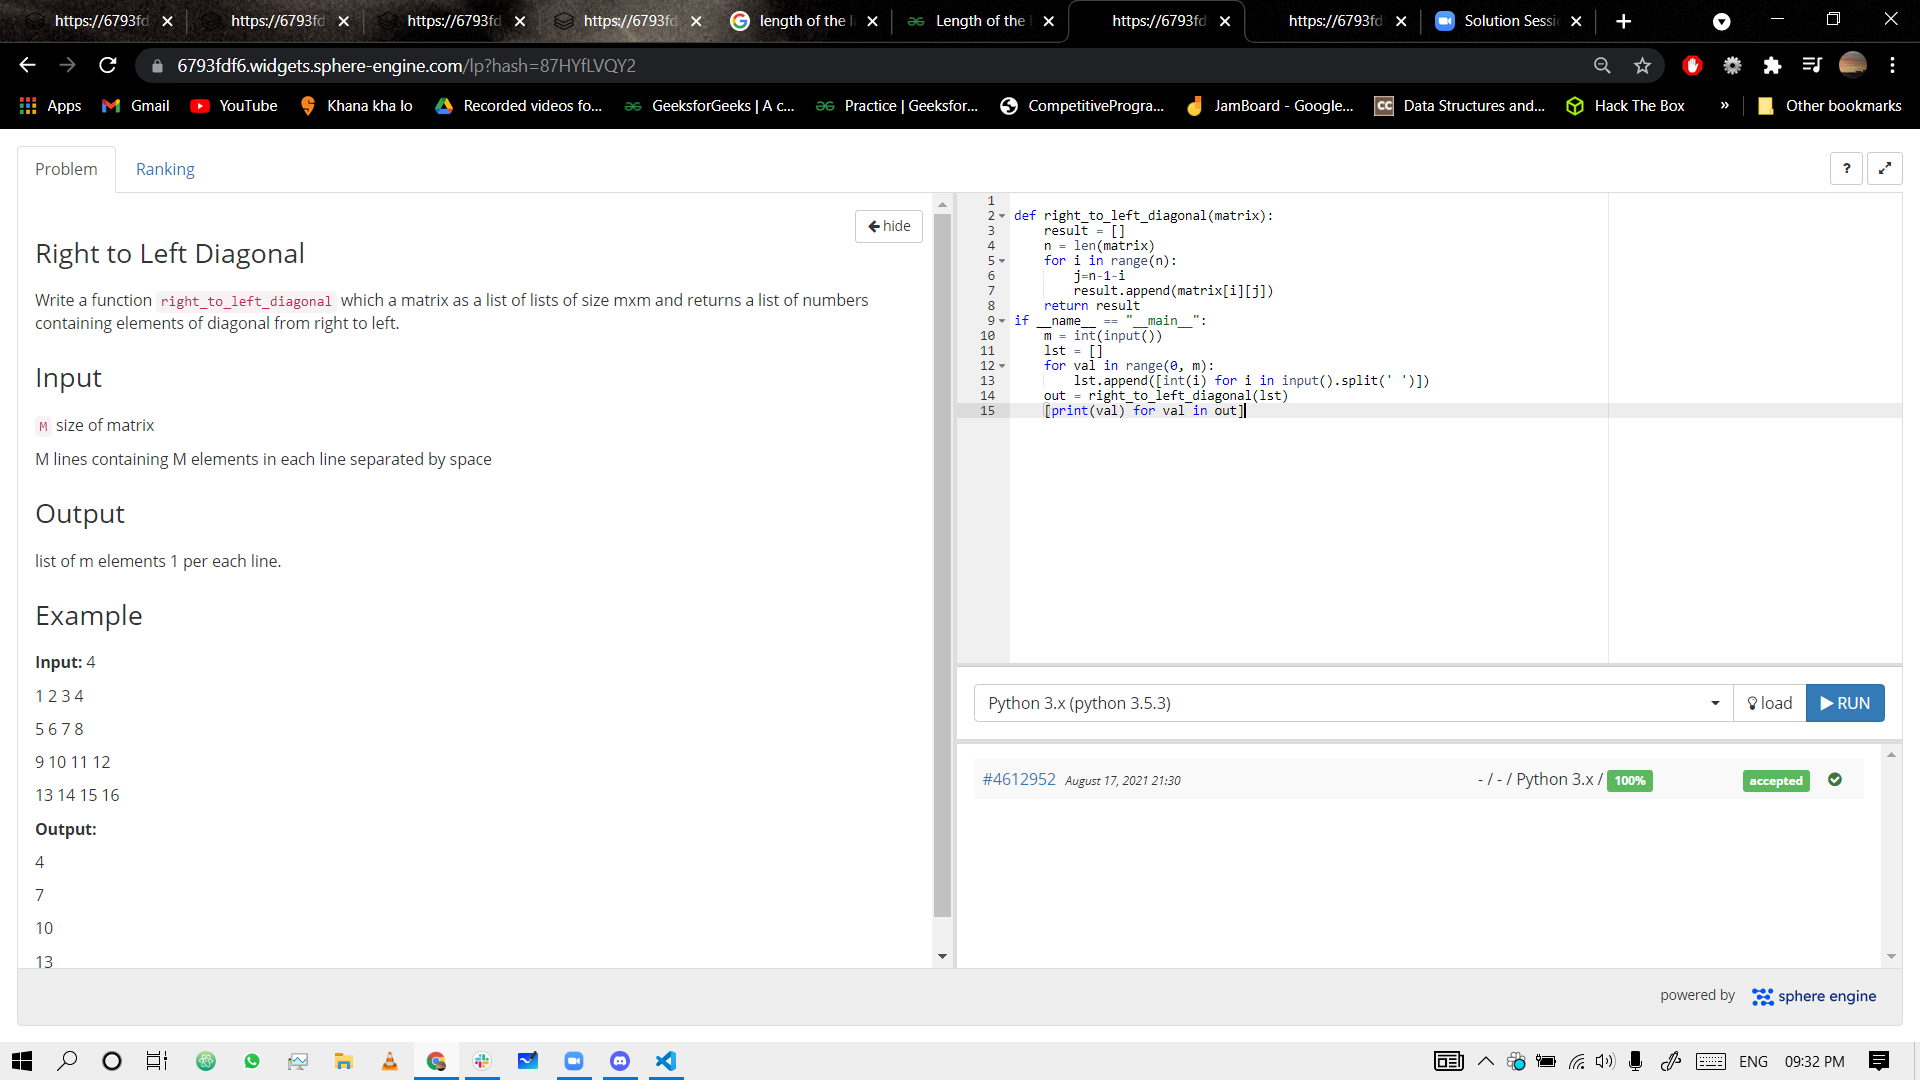 https://6793fd
https://6793fd
https://6793fd
https://6793fd
length of the l
Length of the l
https://6793fd
https://6793fd
Solution Sessi
6793fdf6.widgets.sphere-engine.com/lp?hash=87HYfLVQY2
Apps
Gmail
YouTube
Khana kha lo
Recorded videos fo...
GeeksforGeeks | A c...
Practice | Geeksfor...
CompetitiveProgra...
JamBoard - Google...
CC
Data Structures and...
Hack The Box
»
Other bookmarks
Problem
Ranking
?
hide
Right to Left Diagonal
Write a function right_to_left_diagonal which a matrix as a list of lists of size mxm and returns a list of numbers
containing elements of diagonal from right to left.
Input
M size of matrix
M lines containing M elements in each line separated by space
Output
list of m elements 1 per each line.
Example
Input: 4
1 2 3 4
5 6 7 8
9 10 11 12
13 14 15 16
Output:
4
7
10
13
1
2 def right_to_left_diagonal(matrix):
3     result = []
4     n = len(matrix)
5     for i in range(n):
6         j=n-1-i
7         result.append(matrix[i][j])
8     return result
9 if __name__ == "__main__":
10     m = int(input())
11     lst = []
12     for val in range(0, m):
13         lst.append([int(i) for i in input().split(' ')])
14     out = right_to_left_diagonal(lst)
15     [print(val) for val in out]
Python 3.x (python 3.5.3)
load
RUN
#4612952 August 17, 2021 21:30
- / - / Python 3.x / 100%
accepted
powered by
sphere engine
ENG
09:32 PM